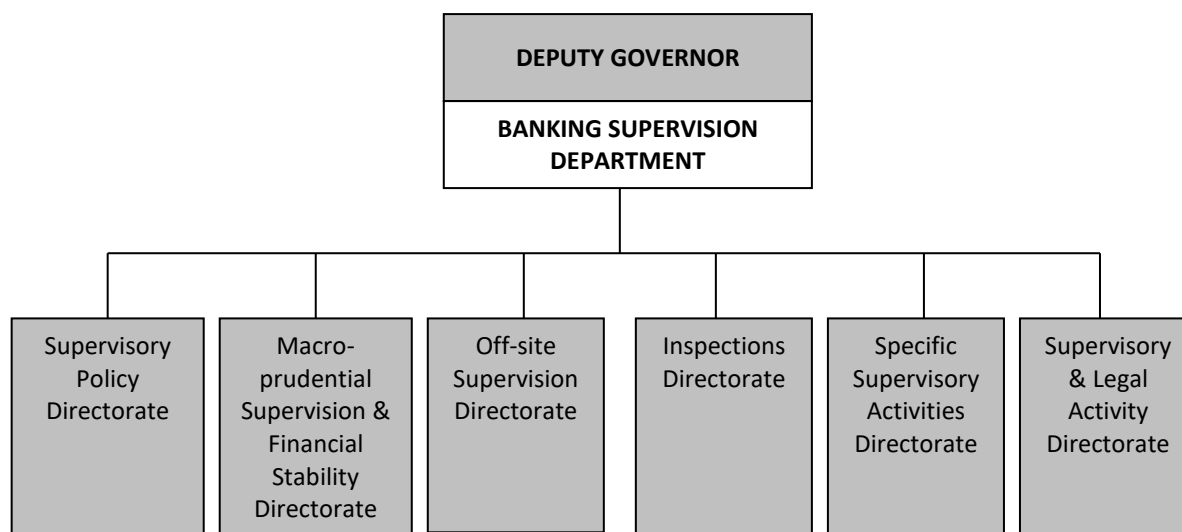 DEPUTY GOVERNOR
BANKING SUPERVISION
DEPARTMENT
Supervisory
Policy
Directorate
Macro-
prudential
Supervision &
Financial
Stability
Directorate
Off-site
Supervision
Directorate
Inspections
Directorate
Specific
Supervisory
Activities
Directorate
Supervisory
& Legal
Activity
Directorate